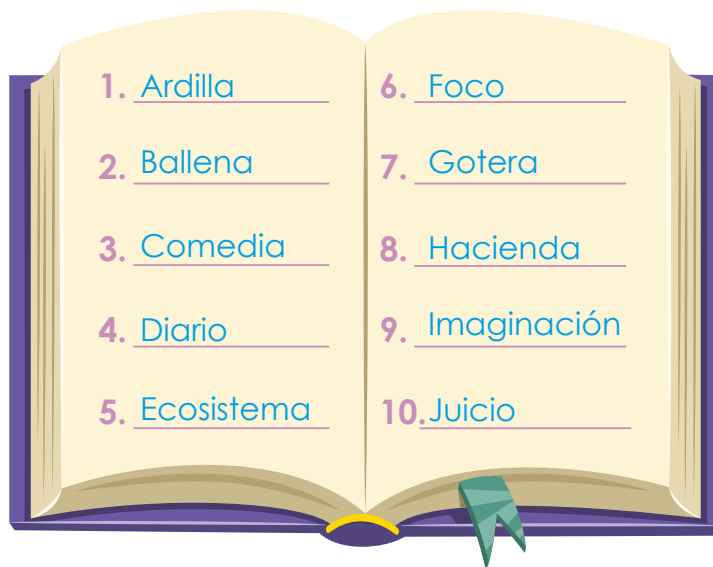 1. Ardilla
2. Ballena
3. Comedia
4. Diario
5. Ecosistema
6. Foco
7. Gotera
8. Hacienda
9. Imaginación
10. Juicio